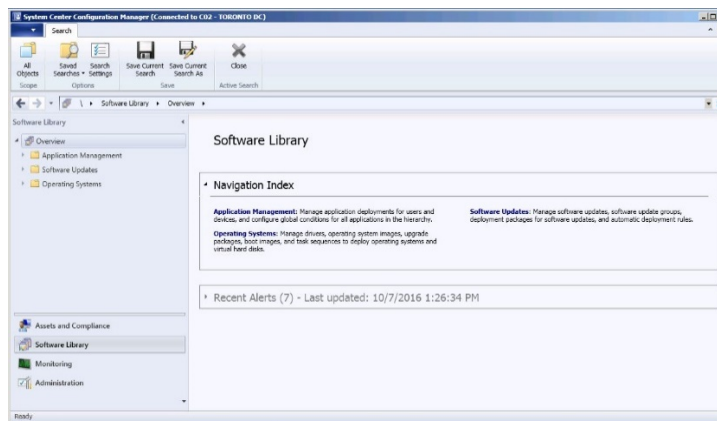 System Center Configuration Manager (Connected to CD2 - TORONTO DC)
Search
All Objects
Saved Searches
Search Settings
Save Current Search
Save Current Search As
Close
Scope
Options
Save
Active Search
\ Software Library Overview
Software Library
Overview
Application Management
Software Updates
Operating Systems
Software Library
Navigation Index
Application Management: Manage application deployments for users and
devices, and configure global conditions for all applications in the hierarchy.
Operating Systems: Manage drivers, operating system images, upgrade
packages, boot images, and task sequences to deploy operating systems and
virtual hard disks.
Software Updates: Manage software updates, software update groups,
deployment packages for software updates, and automatic deployment rules.
Recent Alerts (7) - Last updated: 10/7/2016 1:26:34 PM
Assets and Compliance
Software Library
Monitoring
Administration
Ready